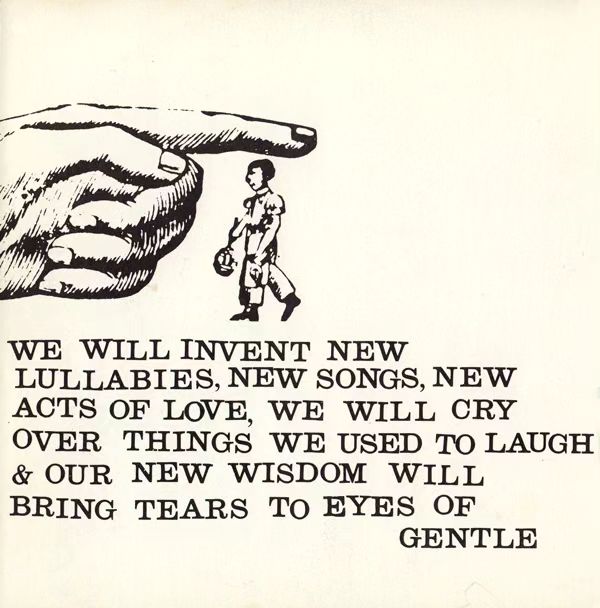 WE WILL INVENT NEW
LULLABIES, NEW SONGS, NEW
ACTS OF LOVE, WE WILL CRY
OVER THINGS WE USED TO LAUGH
& OUR NEW WISDOM WILL
BRING TEARS TO EYES OF
GENTLE